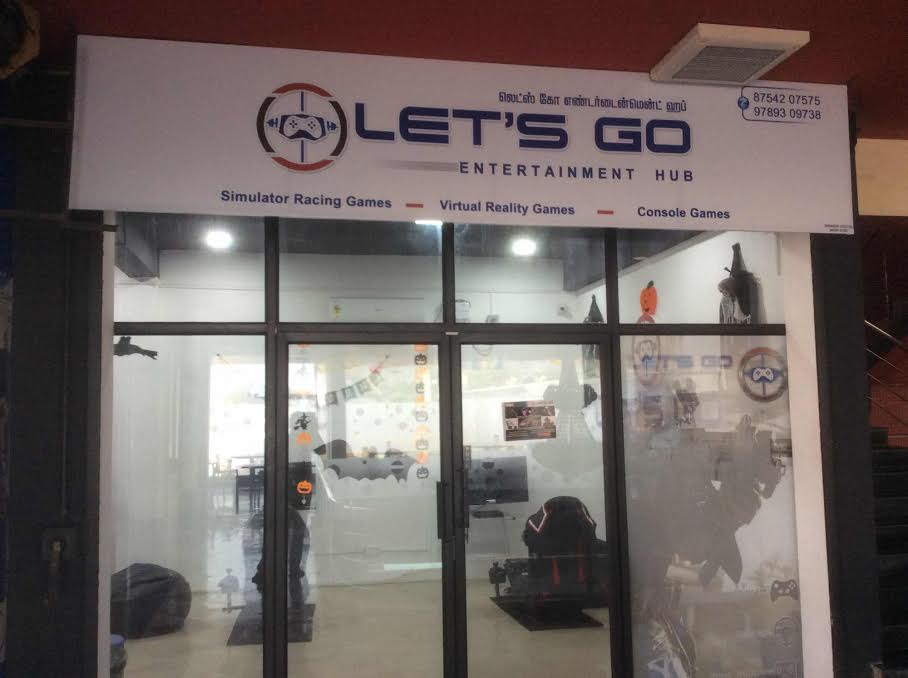 லெட்ஸ் கோ எண்டர்டைன்மென்ட் ஹப்
LET'S GO
ENTERTAINMENT HUB
87542 07575
97893 09738
Simulator Racing Games — Virtual Reality Games — Console Games
LET'S GO